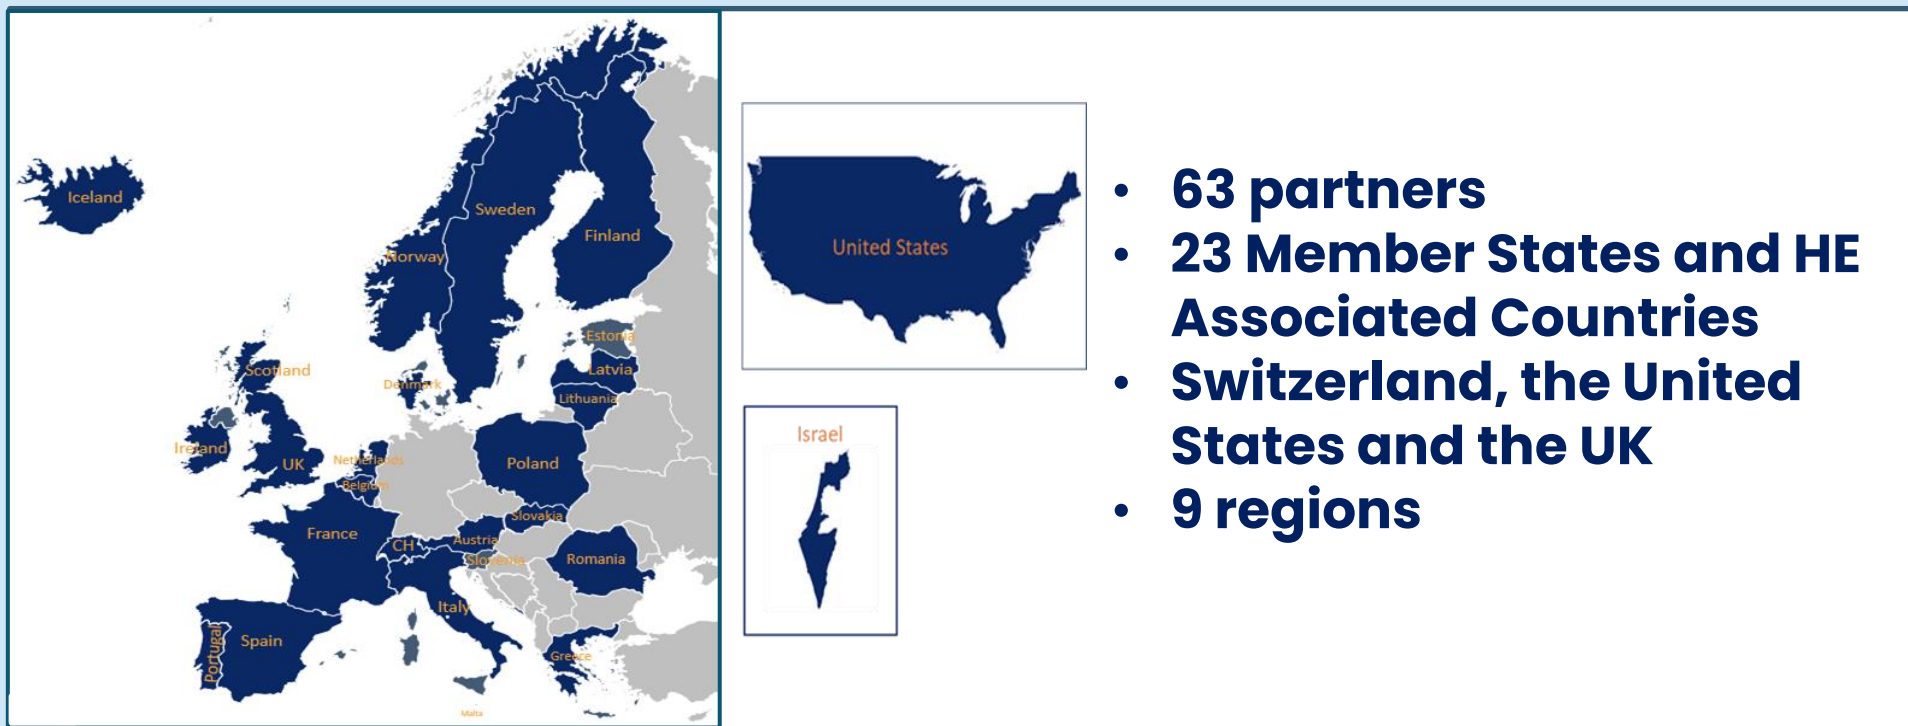 Iceland
Sweden
Finland
Norway
Estonia
Scotland
Latvia
Denmark
Lithuania
Ireland
UK
Netherlands
Poland
Belgium
Slovakia
France
Austria
CH
Slovenia
Romania
Italy
Spain
Portugal
Greece
Malta
United States
Israel
• 63 partners
• 23 Member States and HE
Associated Countries
• Switzerland, the United
States and the UK
• 9 regions